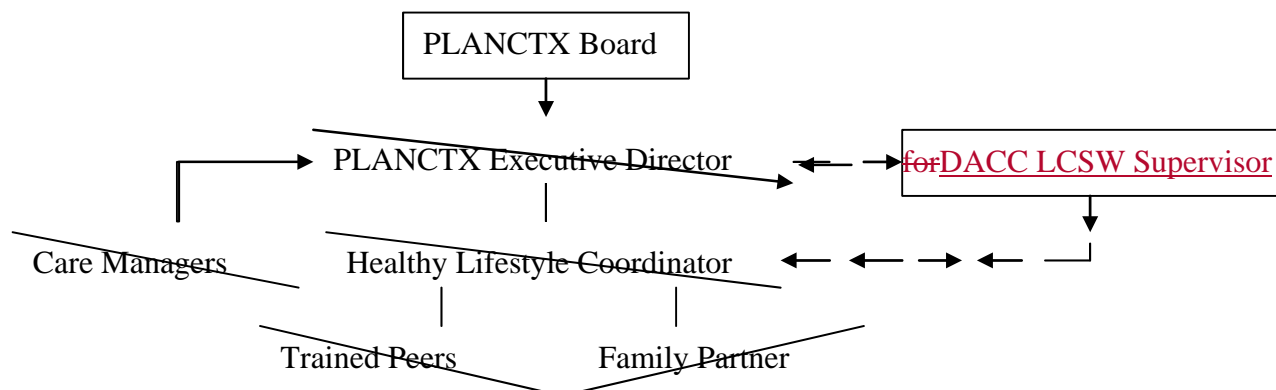 PLANCTX Board
PLANCTX Executive Director
forDACC LCSW Supervisor
Care Managers
Healthy Lifestyle Coordinator
Trained Peers
Family Partner